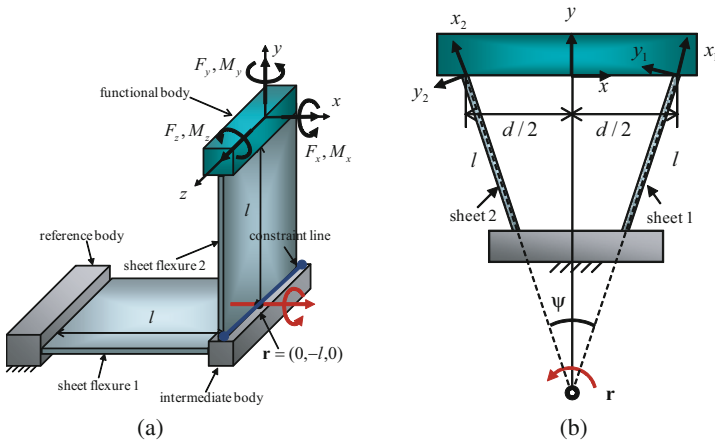 y
F_y, M_y
functional body
x
F_z, M_z
F_x, M_x
z
l
reference body
constraint line
sheet flexure 2
l
r = (0,−l,0)
sheet flexure 1
intermediate body
(a)
y
x_2
x
y_1
y_2
x
d / 2
d / 2
l
l
sheet 2
sheet 1
ψ
r
(b)